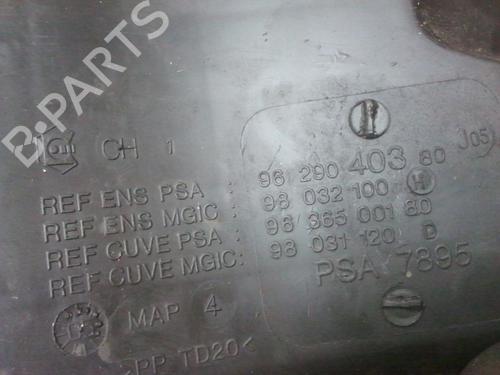 B-PARTS
CH 1
REF ENS PSA : 96 290 403 80 J05
REF ENS MGIC : 98 032 100 H
REF CUVE PSA : 96 365 001 80
REF CUVE MGIC: 98 031 120 D
PSA 7895
MAP 4
>PP TD20<